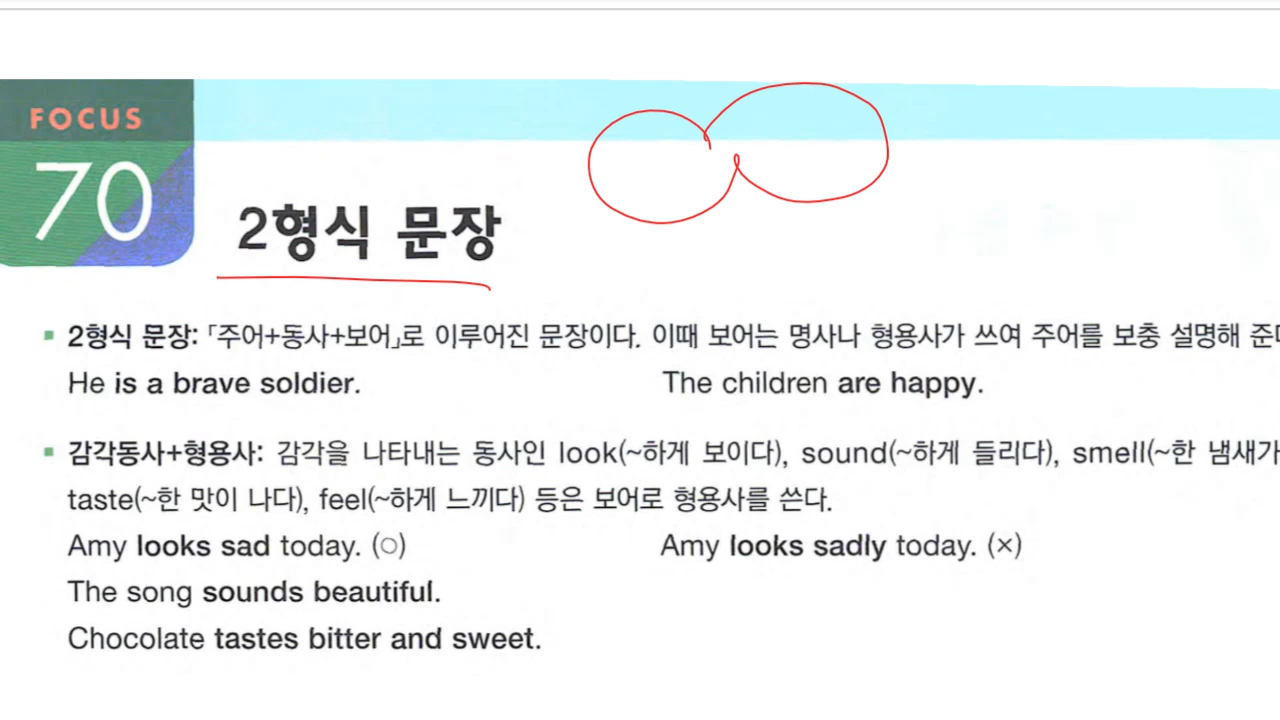 FOCUS
70
2형식 문장
2형식 문장: 「주어+동사+보어」로 이루어진 문장이다. 이때 보어는 명사나 형용사가 쓰여 주어를 보충 설명해
He is a brave soldier. The children are happy.
감각동사+형용사: 감각을 나타내는 동사인 look(~하게 보이다), sound(~하게 들리다), smell(~한 냄새가
taste(~한 맛이 나다), feel(~하게 느끼다) 등은 보어로 형용사를 쓴다.
Amy looks sad today. (○) Amy looks sadly today. (×)
The song sounds beautiful.
Chocolate tastes bitter and sweet.